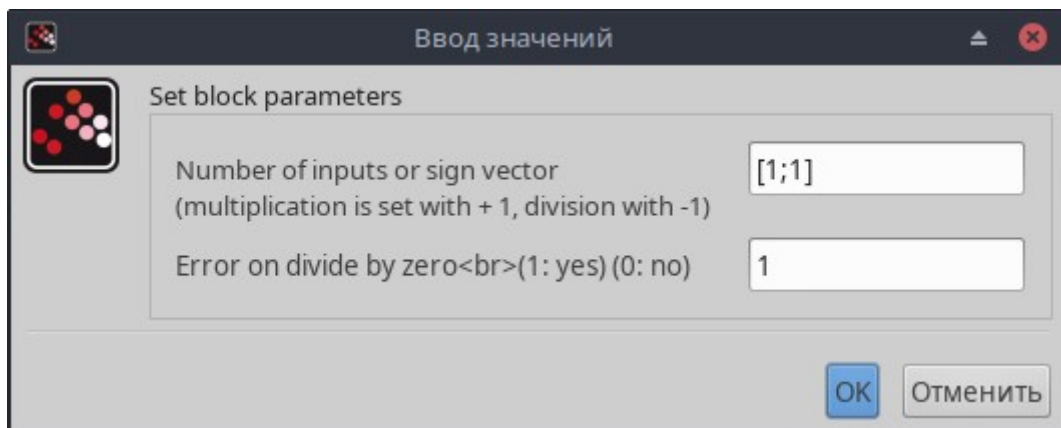 Ввод значений
Set block parameters
Number of inputs or sign vector
[1;1]
(multiplication is set with + 1, division with -1)
Error on divide by zero<br>(1: yes) (0: no)
1
OK
Отменить